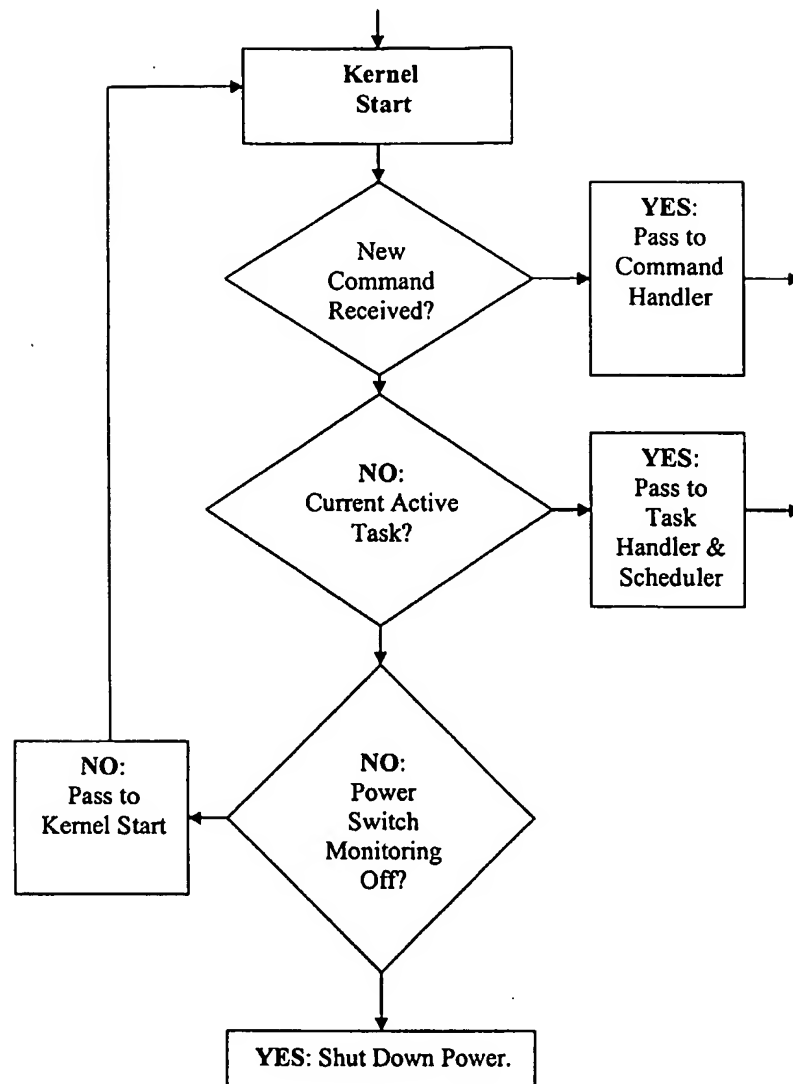 Kernel
Start
New
Command
Received?
YES:
Pass to
Command
Handler
NO:
Current Active
Task?
YES:
Pass to
Task
Handler &
Scheduler
NO:
Pass to
Kernel Start
NO:
Power
Switch
Monitoring
Off?
YES: Shut Down Power.